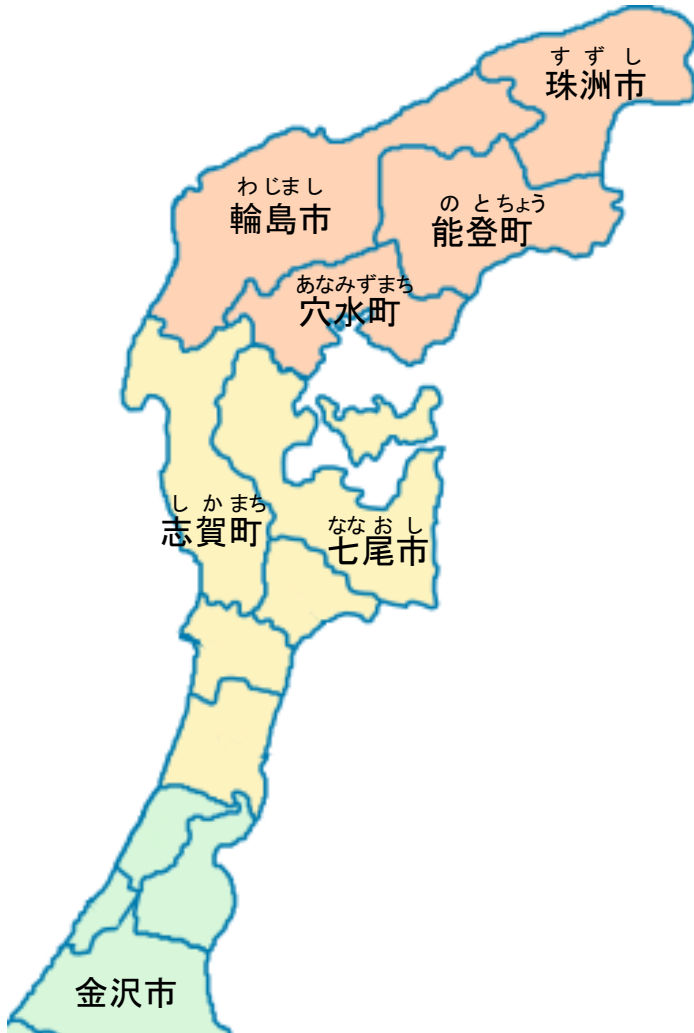 すずし
珠洲市
わじまし
輪島市
のとちょう
能登町
あなみずまち
穴水町
しかまち
志賀町
ななおし
七尾市
金沢市